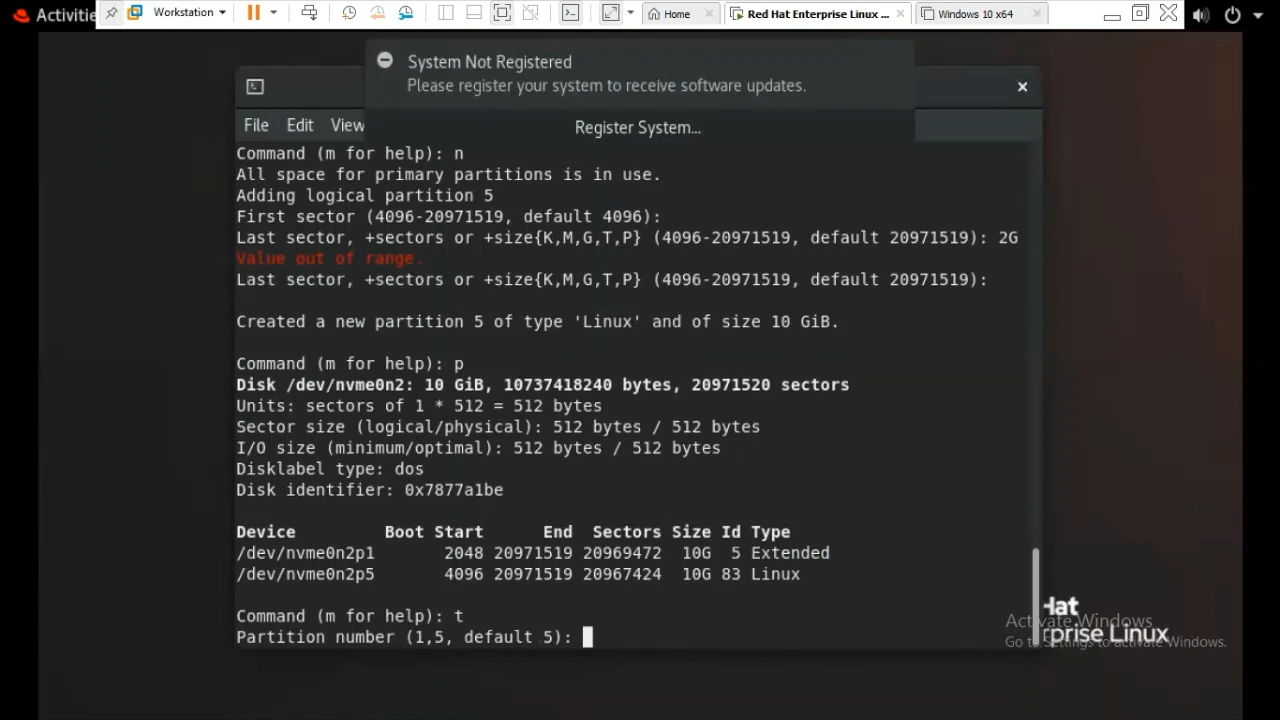 Activitie
Workstation
Home
Red Hat Enterprise Linux ...
Windows 10 x64
System Not Registered
Please register your system to receive software updates.
Register System...
File Edit View
Command (m for help): n
All space for primary partitions is in use.
Adding logical partition 5
First sector (4096-20971519, default 4096):
Last sector, +sectors or +size{K,M,G,T,P} (4096-20971519, default 20971519): 2G
Value out of range.
Last sector, +sectors or +size{K,M,G,T,P} (4096-20971519, default 20971519):
Created a new partition 5 of type 'Linux' and of size 10 GiB.
Command (m for help): p
Disk /dev/nvme0n2: 10 GiB, 10737418240 bytes, 20971520 sectors
Units: sectors of 1 * 512 = 512 bytes
Sector size (logical/physical): 512 bytes / 512 bytes
I/O size (minimum/optimal): 512 bytes / 512 bytes
Disklabel type: dos
Disk identifier: 0x7877a1be
Device Boot Start End Sectors Size Id Type
/dev/nvme0n2p1 2048 20971519 20969472 10G 5 Extended
/dev/nvme0n2p5 4096 20971519 20967424 10G 83 Linux
Command (m for help): t
Partition number (1,5, default 5):
Hat
rprise Linux
Activate Windows
Go to Settings to activate Windows.